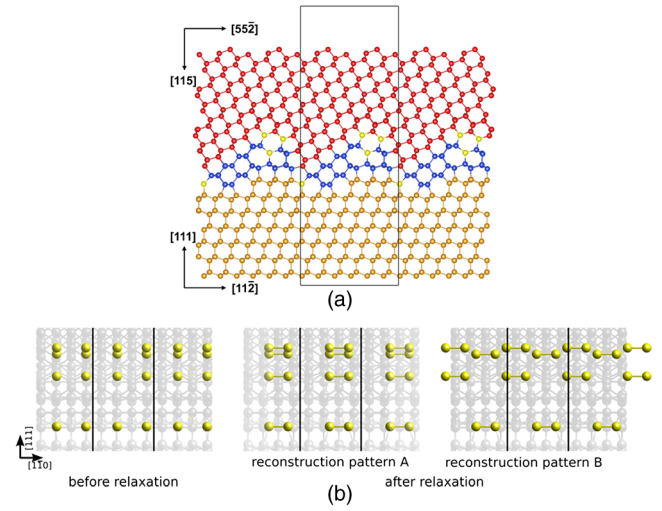 [552̄]
[115]
[111]
[112̄]
(a)
[111]
[11̄0]
reconstruction pattern A
reconstruction pattern B
before relaxation
after relaxation
(b)